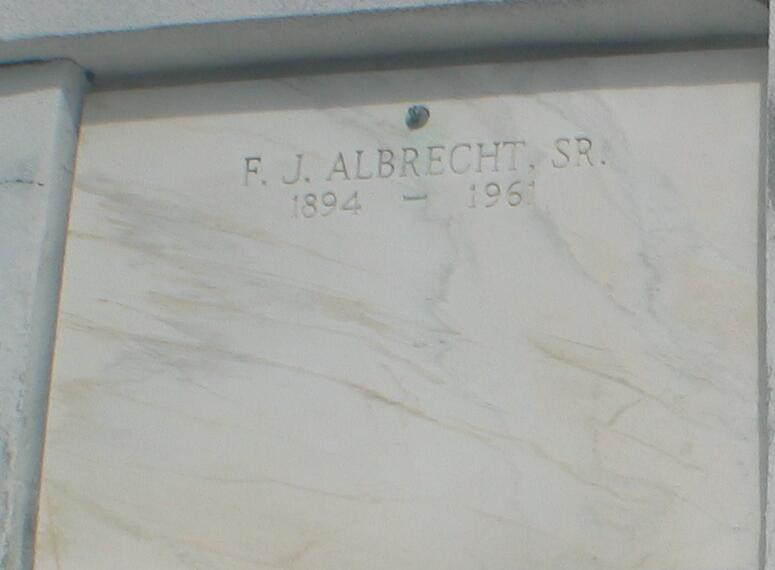 F. J. ALBRECHT, SR.
1894 – 1961